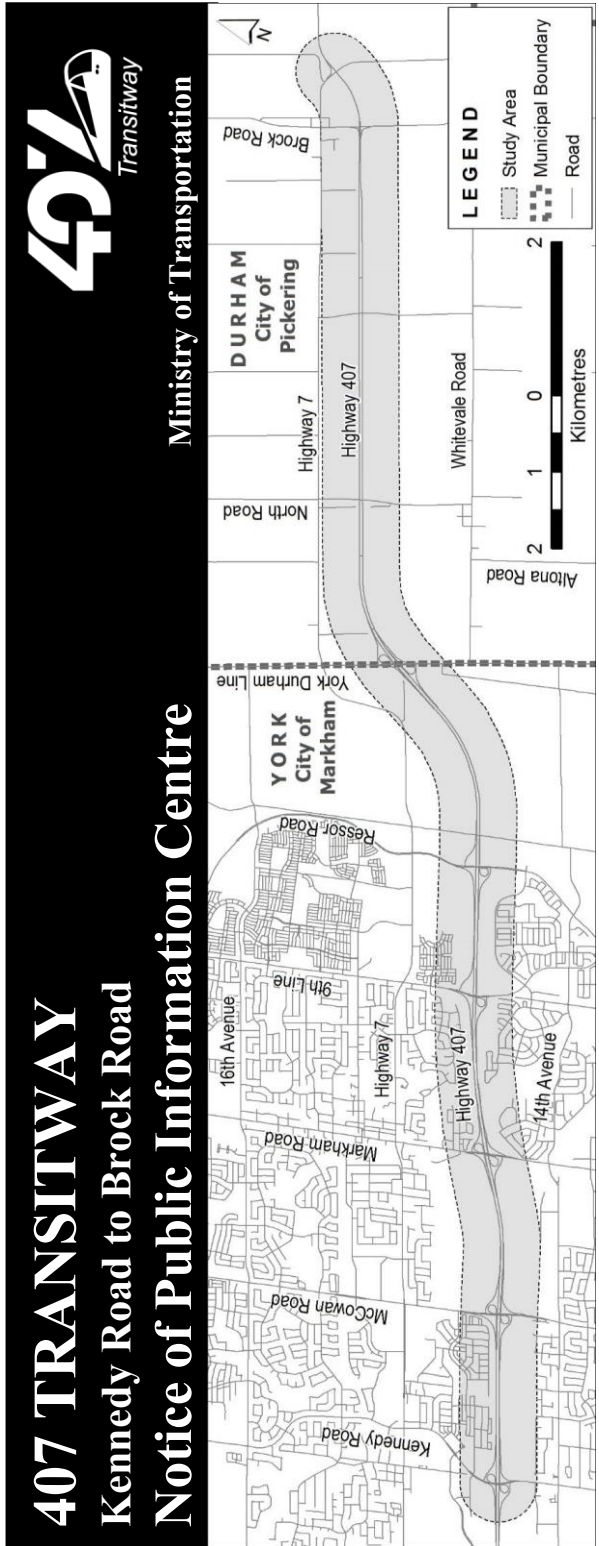 407 TRANSITWAY
Kennedy Road to Brock Road
Notice of Public Information Centre
407
Transitway
Ministry of Transportation
16th Avenue
Highway 7
Highway 407
14th Avenue
Kennedy Road
McCowan Road
Markham Road
9th Line
Ressor Road
YORK
City of
Markham
York Durham Line
North Road
Highway 7
Highway 407
DURHAM
City of
Pickering
Brock Road
Whitevale Road
Altona Road
N
2 1 0 2
Kilometres
LEGEND
Study Area
Municipal Boundary
Road